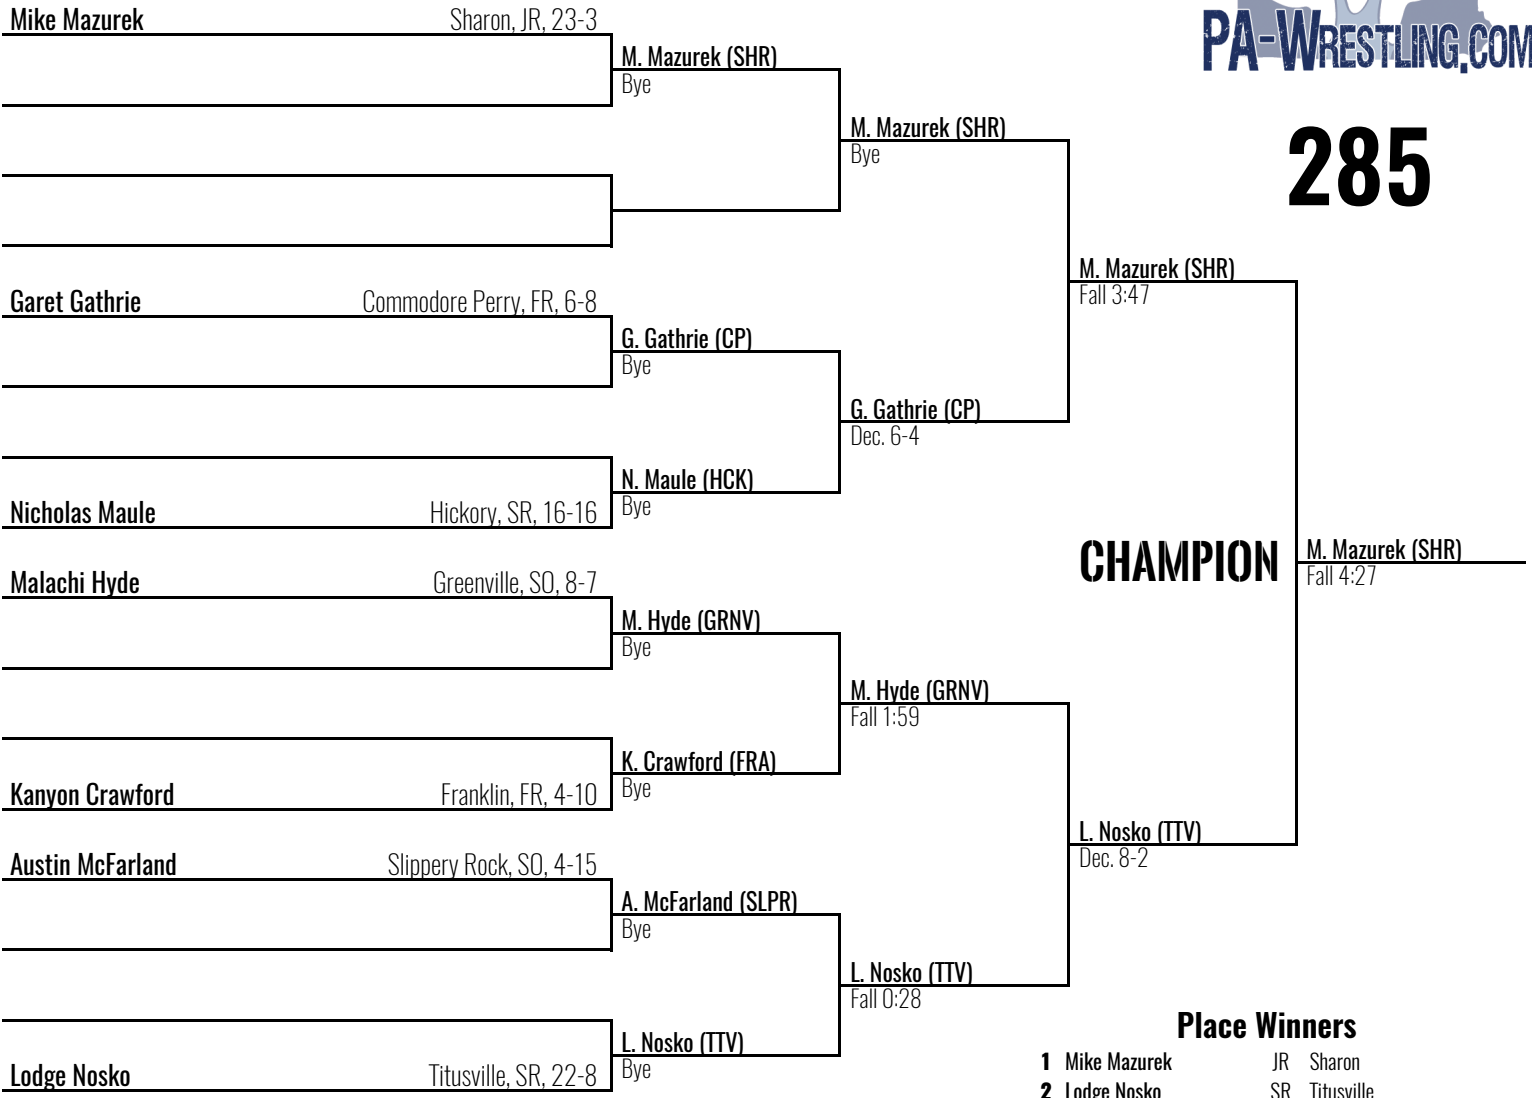 Mike Mazurek Sharon, JR, 23-3
PA-WRESTLING.COM
M. Mazurek (SHR)
Bye
M. Mazurek (SHR)
Bye
285
M. Mazurek (SHR)
Fall 3:47
Garet Gathrie Commodore Perry, FR, 6-8
G. Gathrie (CP)
Bye
G. Gathrie (CP)
Dec. 6-4
N. Maule (HCK)
Bye
Nicholas Maule Hickory, SR, 16-16
CHAMPION
M. Mazurek (SHR)
Fall 4:27
Malachi Hyde Greenville, SO, 8-7
M. Hyde (GRNV)
Bye
M. Hyde (GRNV)
Fall 1:59
K. Crawford (FRA)
Bye
Kanyon Crawford Franklin, FR, 4-10
L. Nosko (TTV)
Dec. 8-2
Austin McFarland Slippery Rock, SO, 4-15
A. McFarland (SLPR)
Bye
L. Nosko (TTV)
Fall 0:28
L. Nosko (TTV)
Bye
Lodge Nosko Titusville, SR, 22-8
Place Winners
1 Mike Mazurek JR Sharon
2 Lodge Nosko SR Titusville